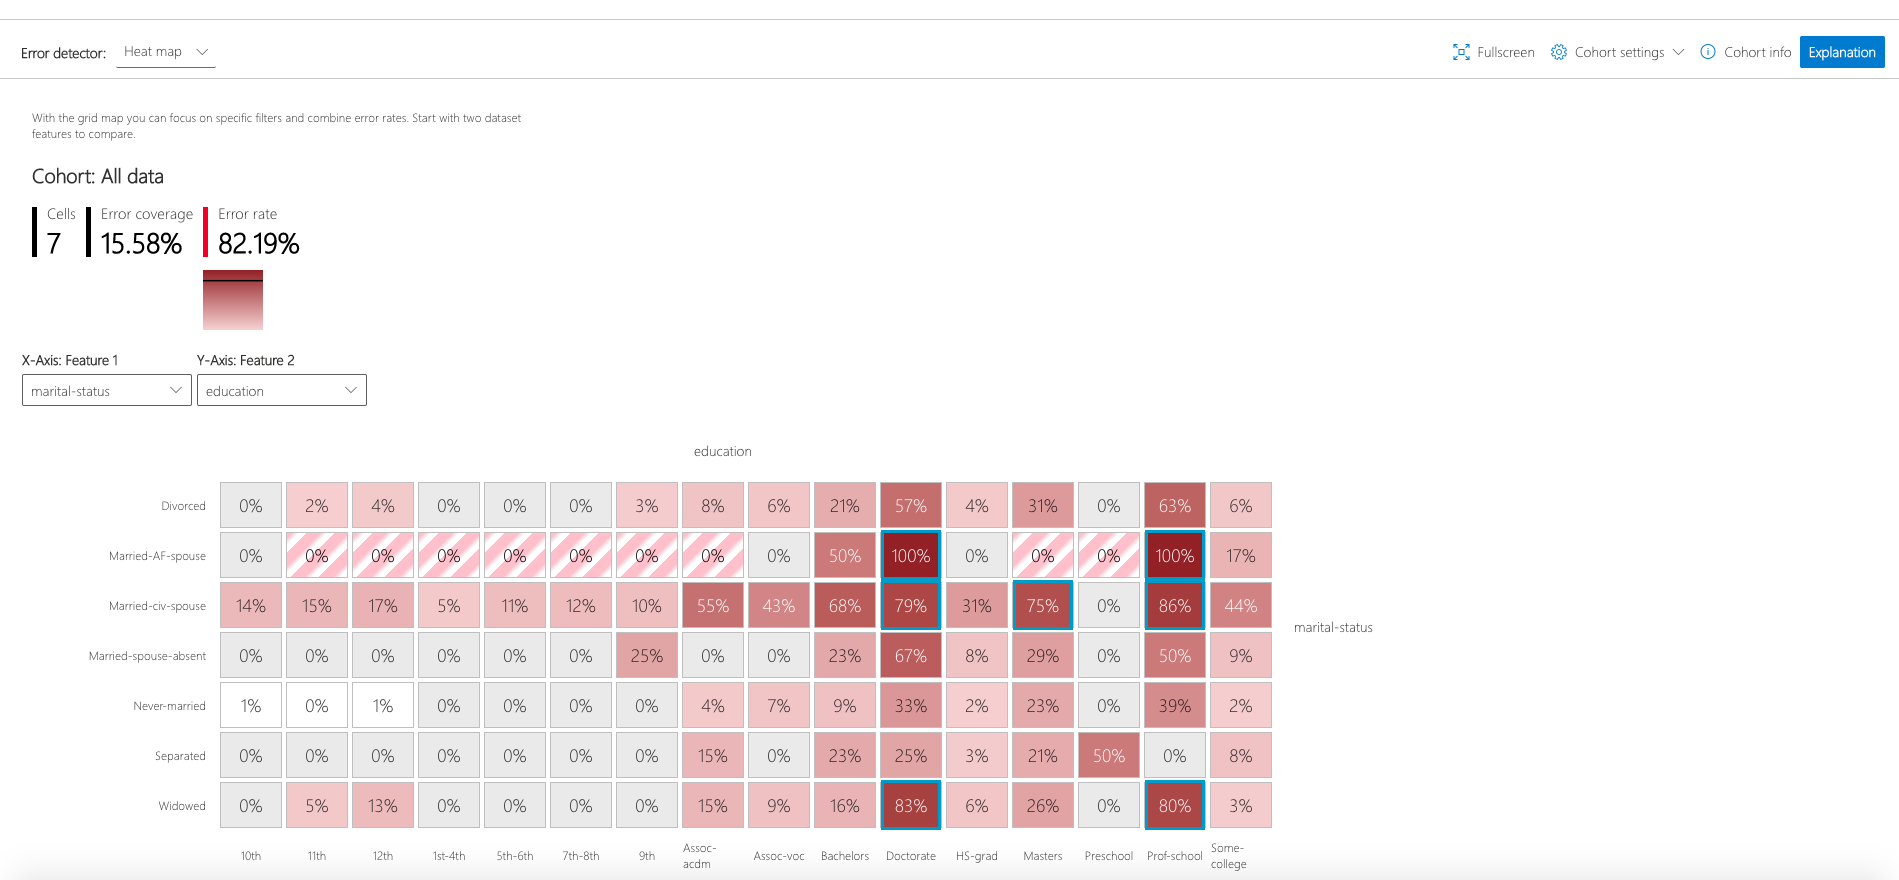 Error detector: Heat map Fullscreen Cohort settings Cohort info Explanation
With the grid map you can focus on specific filters and combine error rates. Start with two dataset
features to compare.
Cohort: All data
Cells Error coverage Error rate
7 15.58% 82.19%
X-Axis: Feature 1 Y-Axis: Feature 2
marital-status education
education
Divorced 0% 2% 4% 0% 0% 0% 3% 8% 6% 21% 57% 4% 31% 0% 63% 6%
Married-AF-spouse 0% 0% 0% 0% 0% 0% 0% 0% 0% 50% 100% 0% 0% 0% 100% 17%
Married-civ-spouse 14% 15% 17% 5% 11% 12% 10% 55% 43% 68% 79% 31% 75% 0% 86% 44%
marital-status
Married-spouse-absent 0% 0% 0% 0% 0% 0% 25% 0% 0% 23% 67% 8% 29% 0% 50% 9%
Never-married 1% 0% 1% 0% 0% 0% 0% 4% 7% 9% 33% 2% 23% 0% 39% 2%
Separated 0% 0% 0% 0% 0% 0% 0% 15% 0% 23% 25% 3% 21% 50% 0% 8%
Widowed 0% 5% 13% 0% 0% 0% 0% 15% 9% 16% 83% 6% 26% 0% 80% 3%
10th 11th 12th 1st-4th 5th-6th 7th-8th 9th Assoc-acdm Assoc-voc Bachelors Doctorate HS-grad Masters Preschool Prof-school Some-college